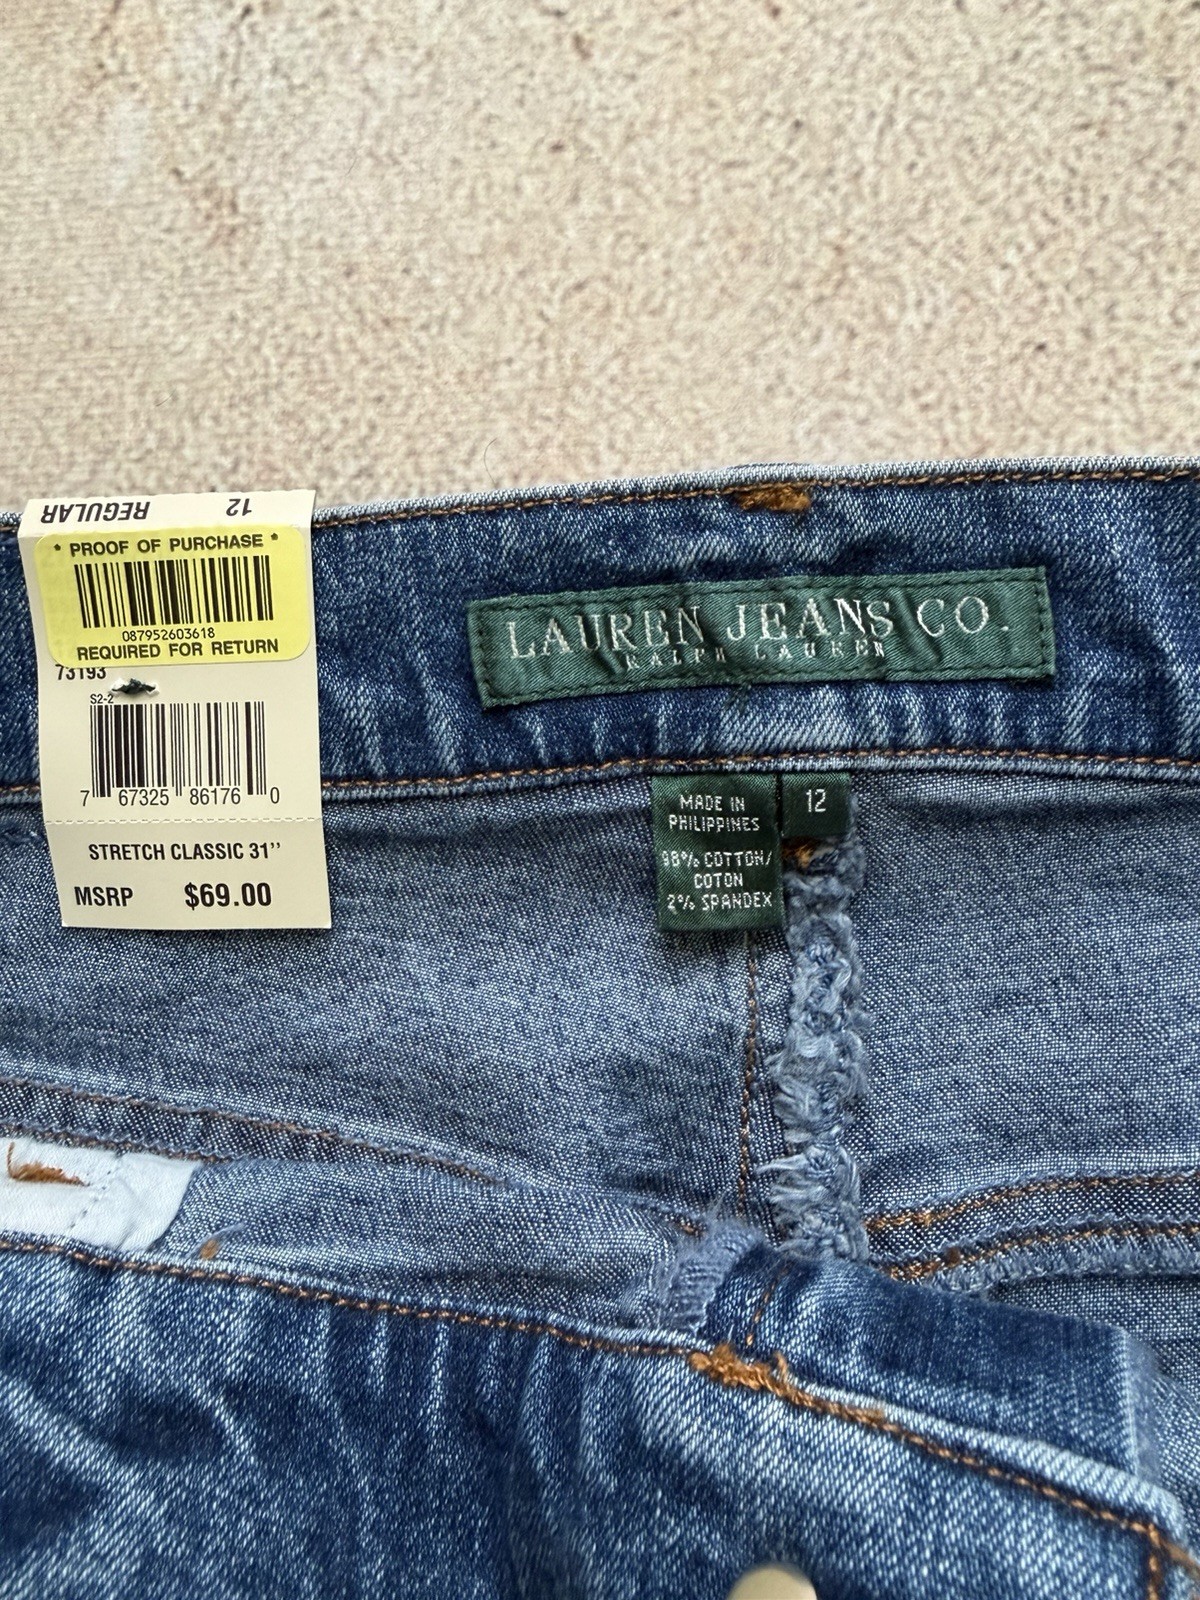 REGULAR 12
* PROOF OF PURCHASE *
087952603618
REQUIRED FOR RETURN
73193
S2-2
7 67325 86176 0
STRETCH CLASSIC 31”
MSRP $69.00
LAUREN JEANS CO.
RALPH LAUREN
MADE IN
PHILIPPINES
98% COTTON/
COTON
2% SPANDEX
12